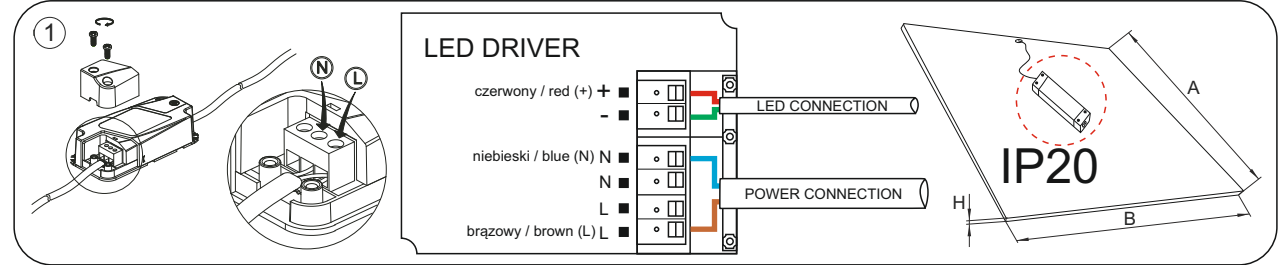 1
N
L
LED DRIVER
czerwony / red (+) +
-
niebieski / blue (N) N
N
L
brązowy / brown (L) L
LED CONNECTION
POWER CONNECTION
IP20
A
H
B